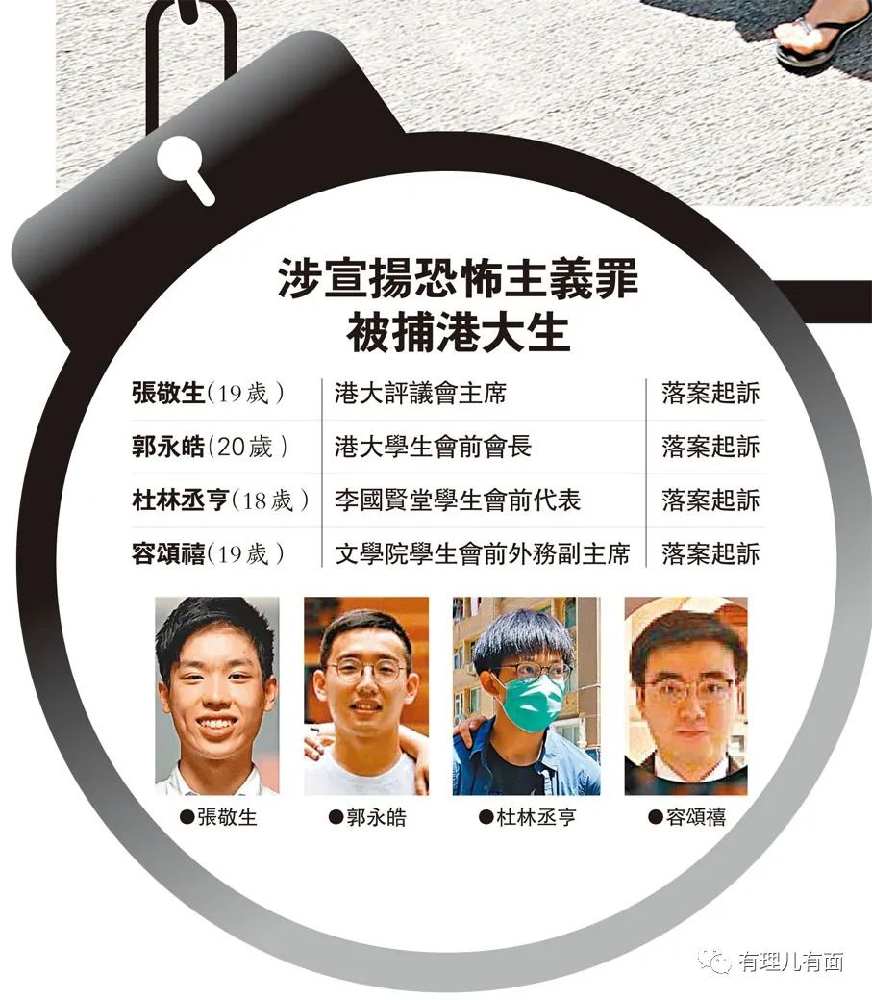 涉宣揚恐怖主義罪
被捕港大生
張敬生(19歲) 港大評議會主席 落案起訴
郭永皓(20歲) 港大學生會前會長 落案起訴
杜林丞亨(18歲) 李國賢堂學生會前代表 落案起訴
容頌禧(19歲) 文學院學生會前外務副主席 落案起訴
●張敬生 ●郭永皓 ●杜林丞亨 ●容頌禧
有理儿有面